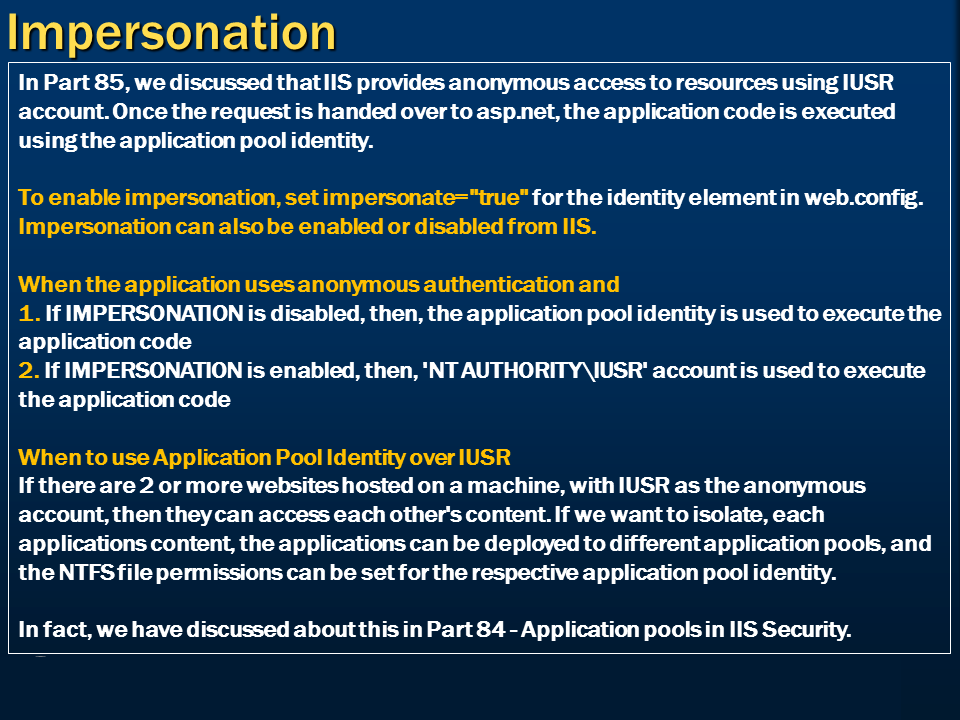 Impersonation
In Part 85, we discussed that IIS provides anonymous access to resources using IUSR
account. Once the request is handed over to asp.net, the application code is executed
using the application pool identity.
To enable impersonation, set impersonate="true" for the identity element in web.config.
Impersonation can also be enabled or disabled from IIS.
When the application uses anonymous authentication and
1. If IMPERSONATION is disabled, then, the application pool identity is used to execute the
application code
2. If IMPERSONATION is enabled, then, 'NT AUTHORITY\IUSR' account is used to execute
the application code
When to use Application Pool Identity over IUSR
If there are 2 or more websites hosted on a machine, with IUSR as the anonymous
account, then they can access each other's content. If we want to isolate, each
applications content, the applications can be deployed to different application pools, and
the NTFS file permissions can be set for the respective application pool identity.
In fact, we have discussed about this in Part 84 - Application pools in IIS Security.